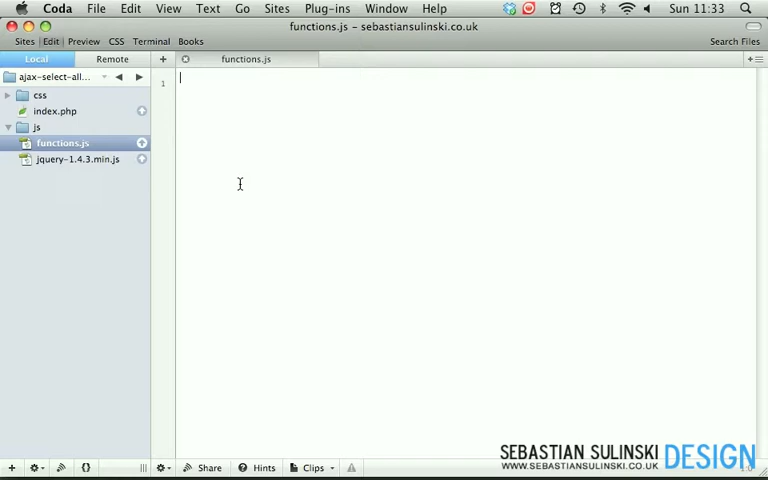 Coda File Edit View Text Go Sites Plug-ins Window Help Sun 11:33
functions.js – sebastiansulinski.co.uk
Sites Edit Preview CSS Terminal Books Search Files
Local Remote functions.js
ajax-select-all...
css
index.php
js
functions.js
jquery-1.4.3.min.js
1
Share Hints Clips
SEBASTIAN SULINSKI DESIGN
WWW.SEBASTIANSULINSKI.CO.UK